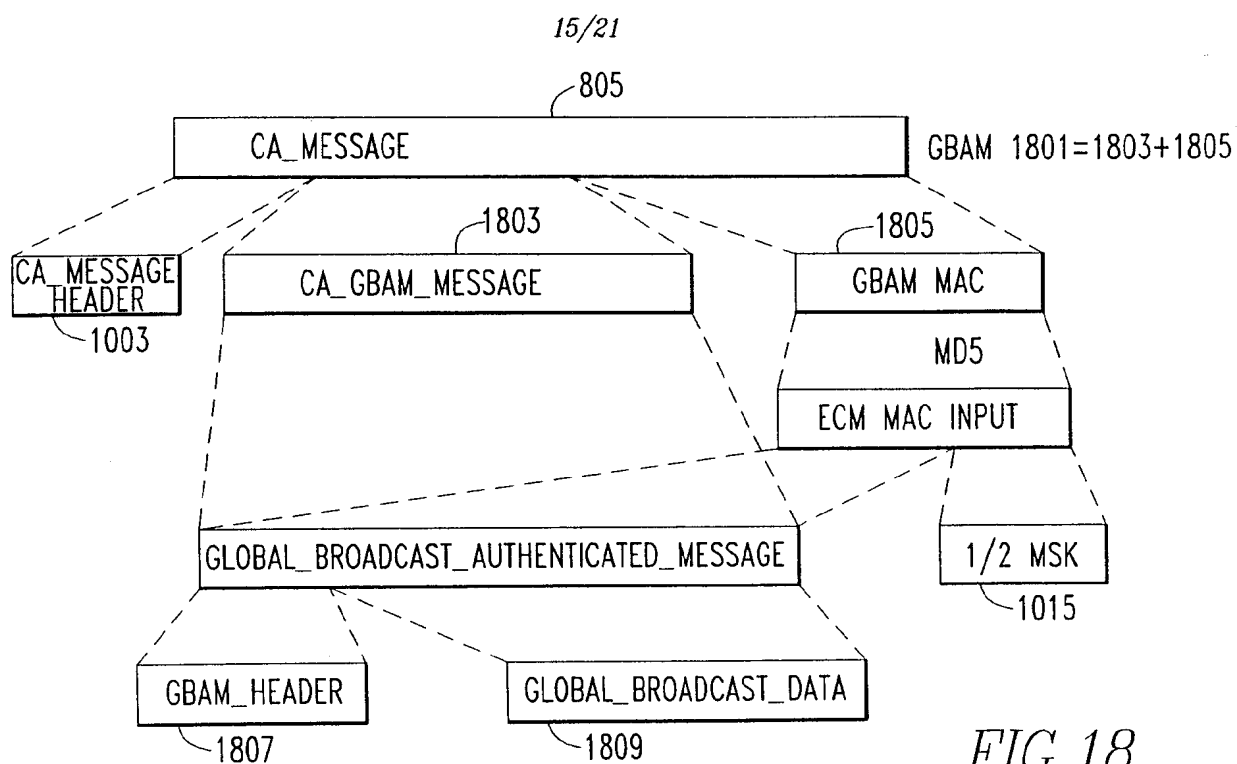 15/21
805
CA_MESSAGE
GBAM 1801=1803+1805
1803
1805
CA_MESSAGE
HEADER
CA_GBAM_MESSAGE
GBAM MAC
1003
MD5
ECM MAC INPUT
GLOBAL_BROADCAST_AUTHENTICATED_MESSAGE
1/2 MSK
1015
GBAM_HEADER
GLOBAL_BROADCAST_DATA
1807
1809
FIG. 18